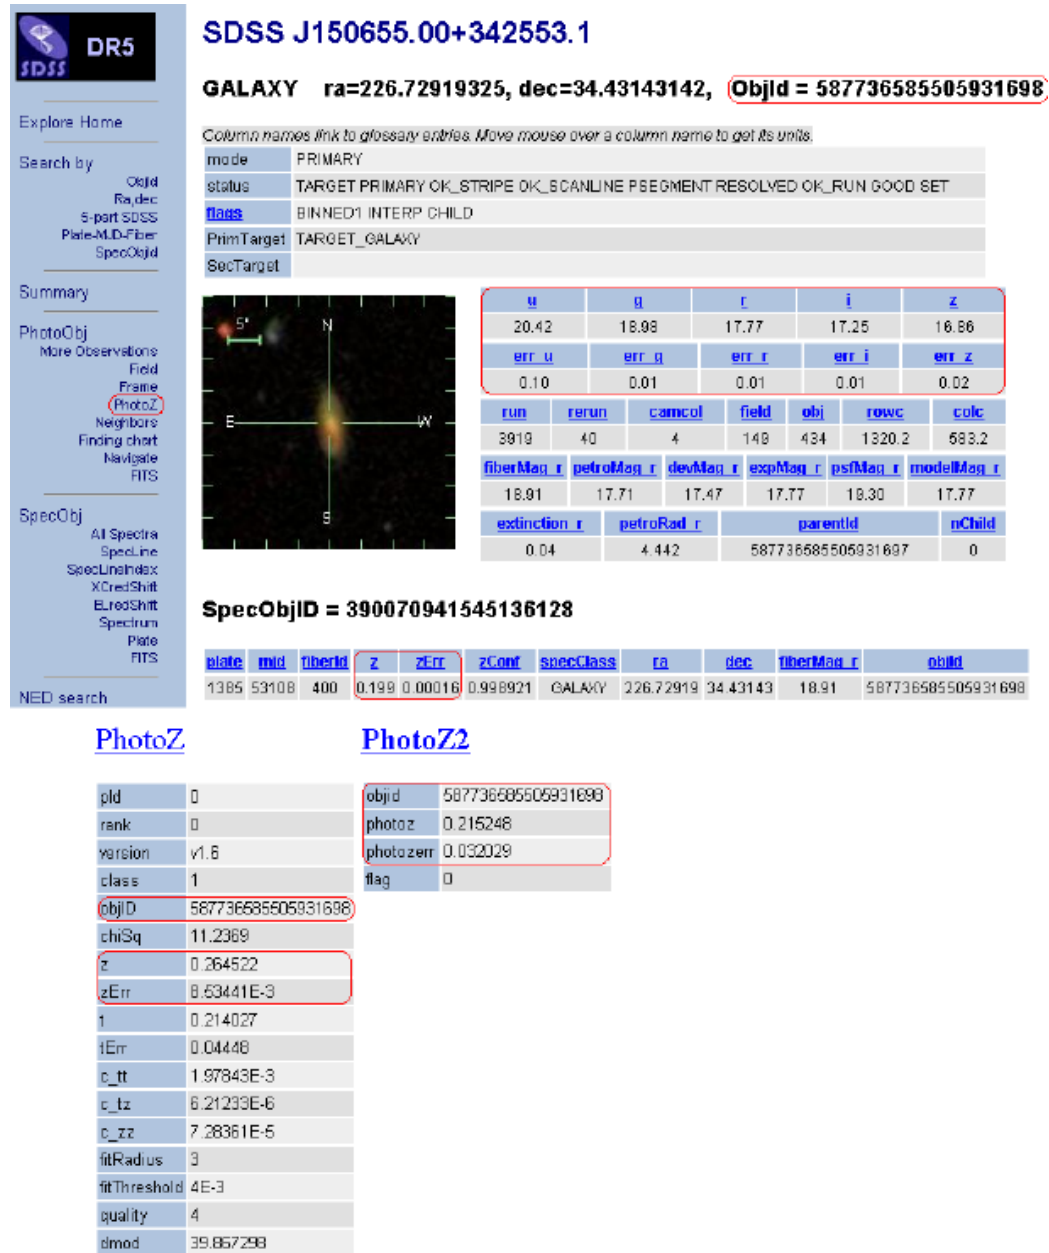 SDSS
DR5
Explore Home
Search by
ObjId
Ra,dec
5-part SDSS
Plate-MJD-Fiber
SpecObjId
Summary
PhotoObj
More Observations
Field
Frame
PhotoZ
Neighbors
Finding chart
Navigate
FITS
SpecObj
All Spectra
SpecLine
SpecLineIndex
XCredShift
ELredShift
Spectrum
Plate
FITS
NED search
SDSS J150655.00+342553.1
GALAXY ra=226.72919325, dec=34.43143142, ObjId = 587736585505931698
Column names link to glossary entries. Move mouse over a column name to get its units.
mode PRIMARY
status TARGET PRIMARY OK_STRIPE OK_SCANLINE PSEGMENT RESOLVED OK_RUN GOOD SET
flags BINNED1 INTERP CHILD
PrimTarget TARGET_GALAXY
SecTarget
5"
N
E
W
S
u g r i z
20.42 18.98 17.77 17.25 16.86
err_u err_g err_r err_i err_z
0.10 0.01 0.01 0.01 0.02
run rerun camcol field obj rowc colc
3919 40 4 149 434 1320.2 583.2
fiberMag_r petroMag_r devMag_r expMag_r psfMag_r modelMag_r
18.91 17.71 17.47 17.77 19.30 17.77
extinction_r petroRad_r parentId nChild
0.04 4.442 587736585505931697 0
SpecObjID = 390070941545136128
plate mjd fiberId z zErr zConf specClass ra dec fiberMag_r objId
1385 53108 400 0.199 0.00016 0.998921 GALAXY 226.72919 34.43143 18.91 587736585505931698
PhotoZ
pId 0
rank 0
version v1.6
class 1
objID 587736585505931698
chiSq 11.2369
z 0.264522
zErr 8.53441E-3
t 0.214027
tErr 0.04448
c_tt 1.97843E-3
c_tz 6.21233E-6
c_zz 7.28361E-5
fitRadius 3
fitThreshold 4E-3
quality 4
dmod 39.867298
PhotoZ2
objid 587736585505931698
photoz 0.215248
photozerr 0.032029
flag 0